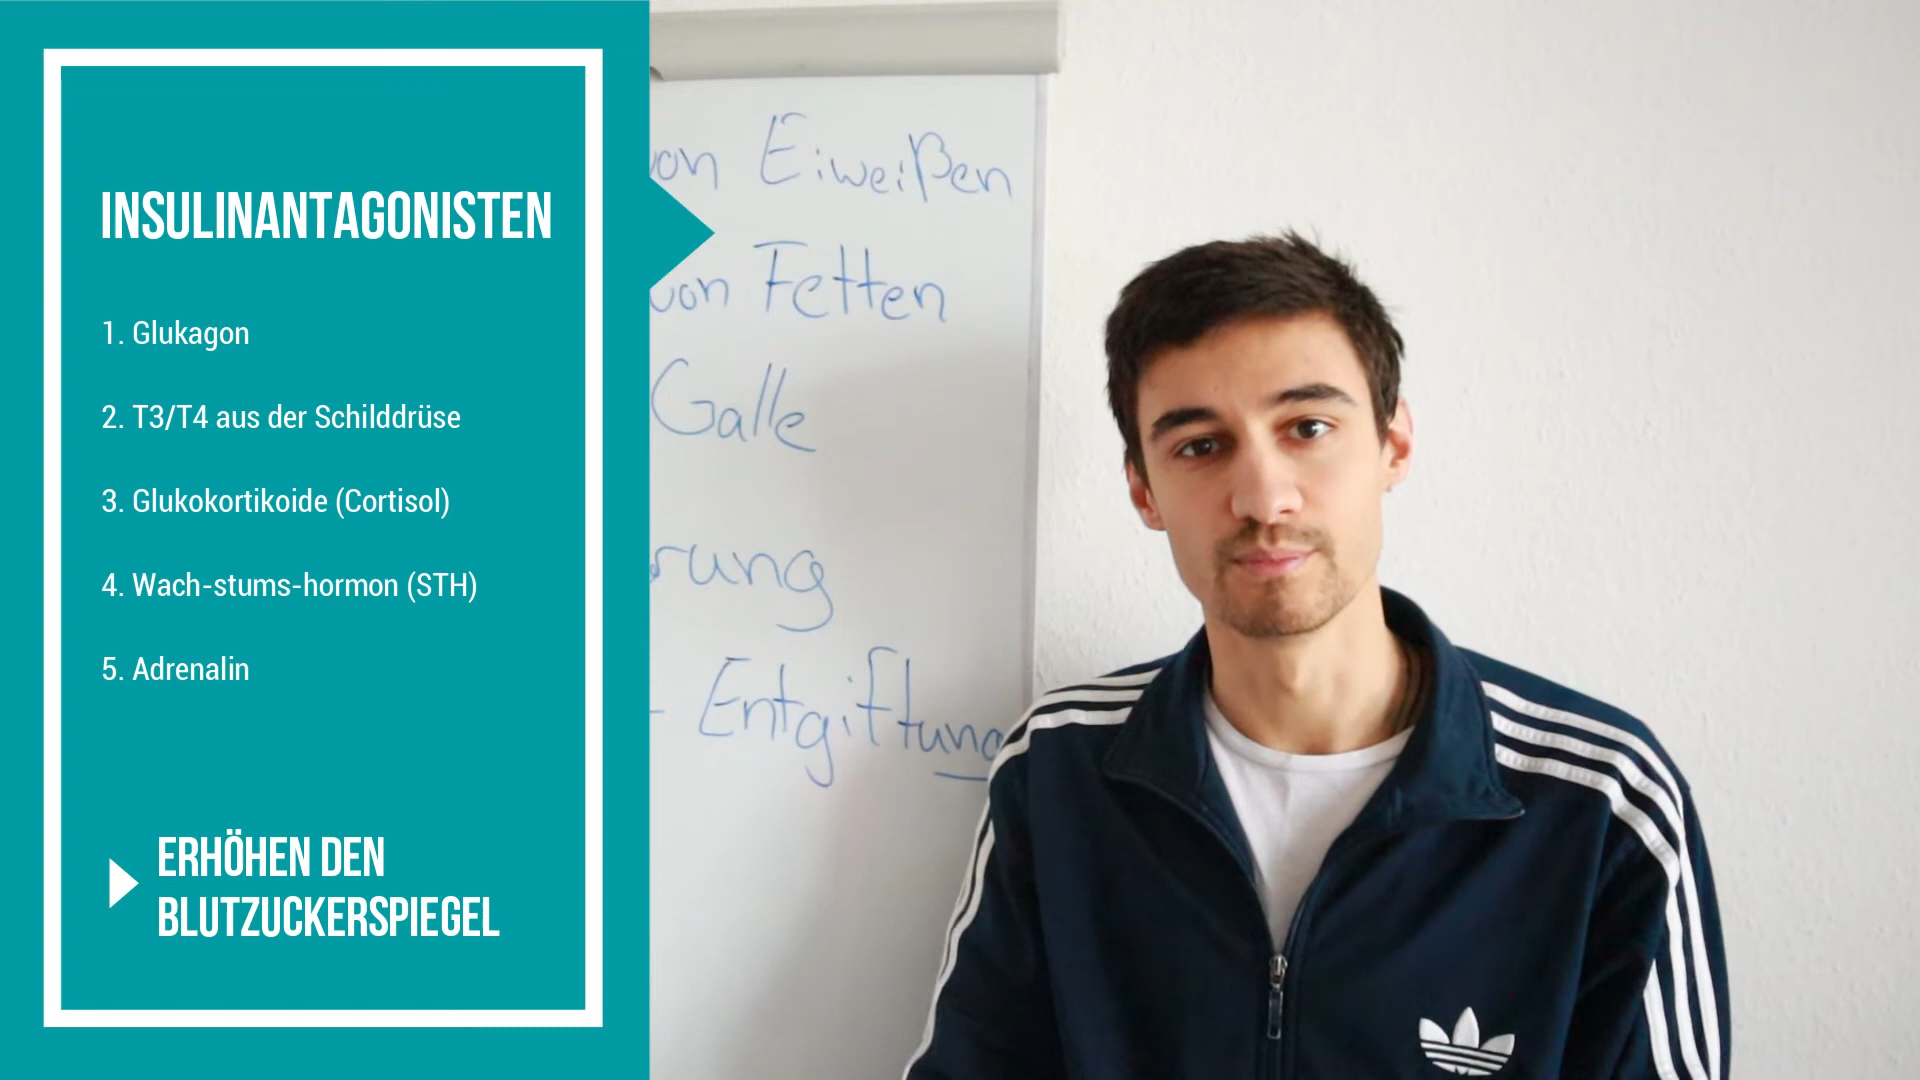 INSULINANTAGONISTEN
1. Glukagon
2. T3/T4 aus der Schilddrüse
3. Glukokortikoide (Cortisol)
4. Wach-stums-hormon (STH)
5. Adrenalin
ERHÖHEN DEN
BLUTZUCKERSPIEGEL
von Eiweißen
von Fetten
Galle
rung
- Entgiftung